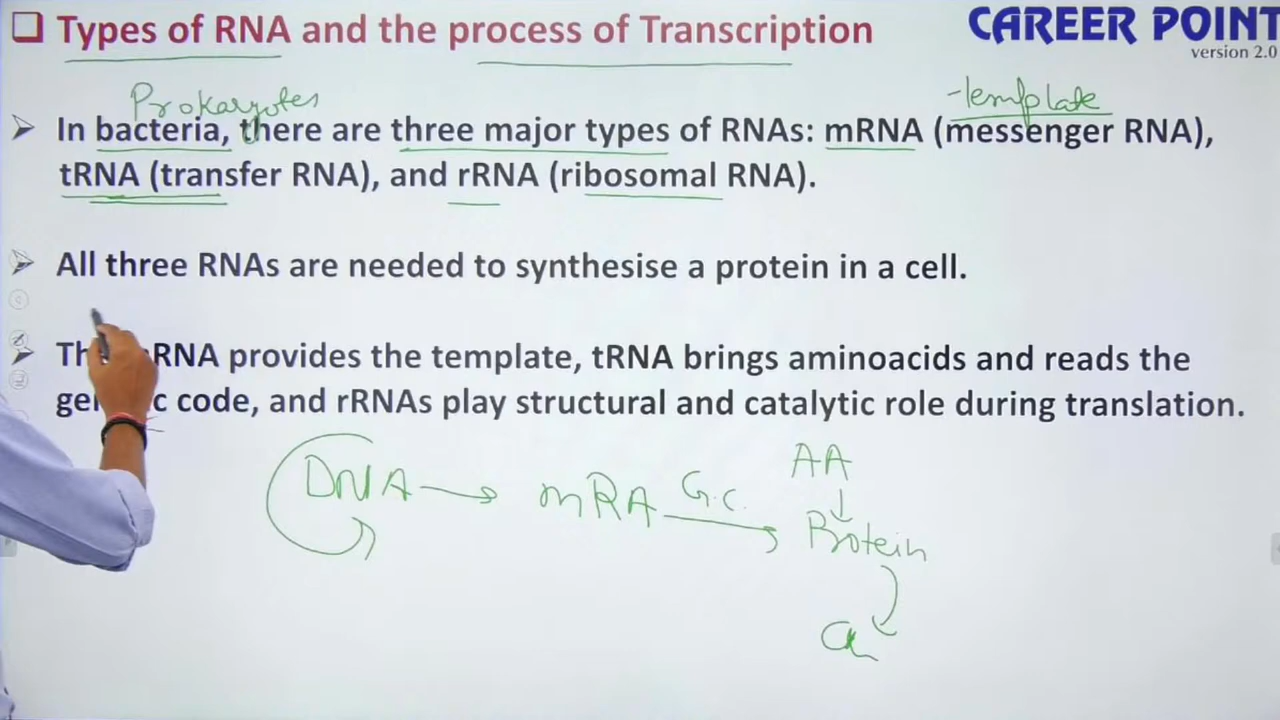 Types of RNA and the process of Transcription
CAREER POINT
version 2.0
Prokaryotes
template
In bacteria, there are three major types of RNAs: mRNA (messenger RNA),
tRNA (transfer RNA), and rRNA (ribosomal RNA).
All three RNAs are needed to synthesise a protein in a cell.
RNA provides the template, tRNA brings aminoacids and reads the
code, and rRNAs play structural and catalytic role during translation.
AA
DNA → mRA G.C. → Protein